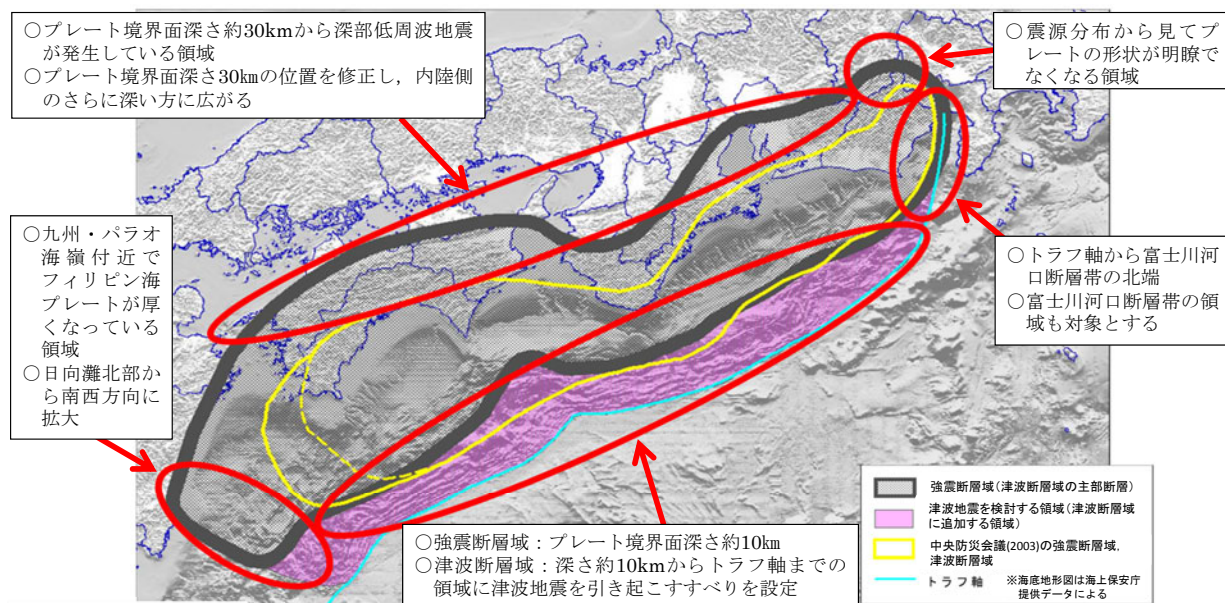 ○プレート境界面深さ約30kmから深部低周波地震
が発生している領域
○プレート境界面深さ30kmの位置を修正し，内陸側
のさらに深い方に広がる
○震源分布から見てプ
レートの形状が明瞭で
なくなる領域
○九州・パラオ
海嶺付近で
フィリピン海
プレートが厚
くなっている
領域
○日向灘北部か
ら南西方向に
拡大
○トラフ軸から富士川河
口断層帯の北端
○富士川河口断層帯の領
域も対象とする
○強震断層域：プレート境界面深さ約10㎞
○津波断層域：深さ約10kmからトラフ軸までの
領域に津波地震を引き起こすすべりを設定
強震断層域(津波断層域の主部断層)
津波地震を検討する領域(津波断層域
に追加する領域)
中央防災会議(2003)の強震断層域,
津波断層域
トラフ軸
※海底地形図は海上保安庁
提供データによる